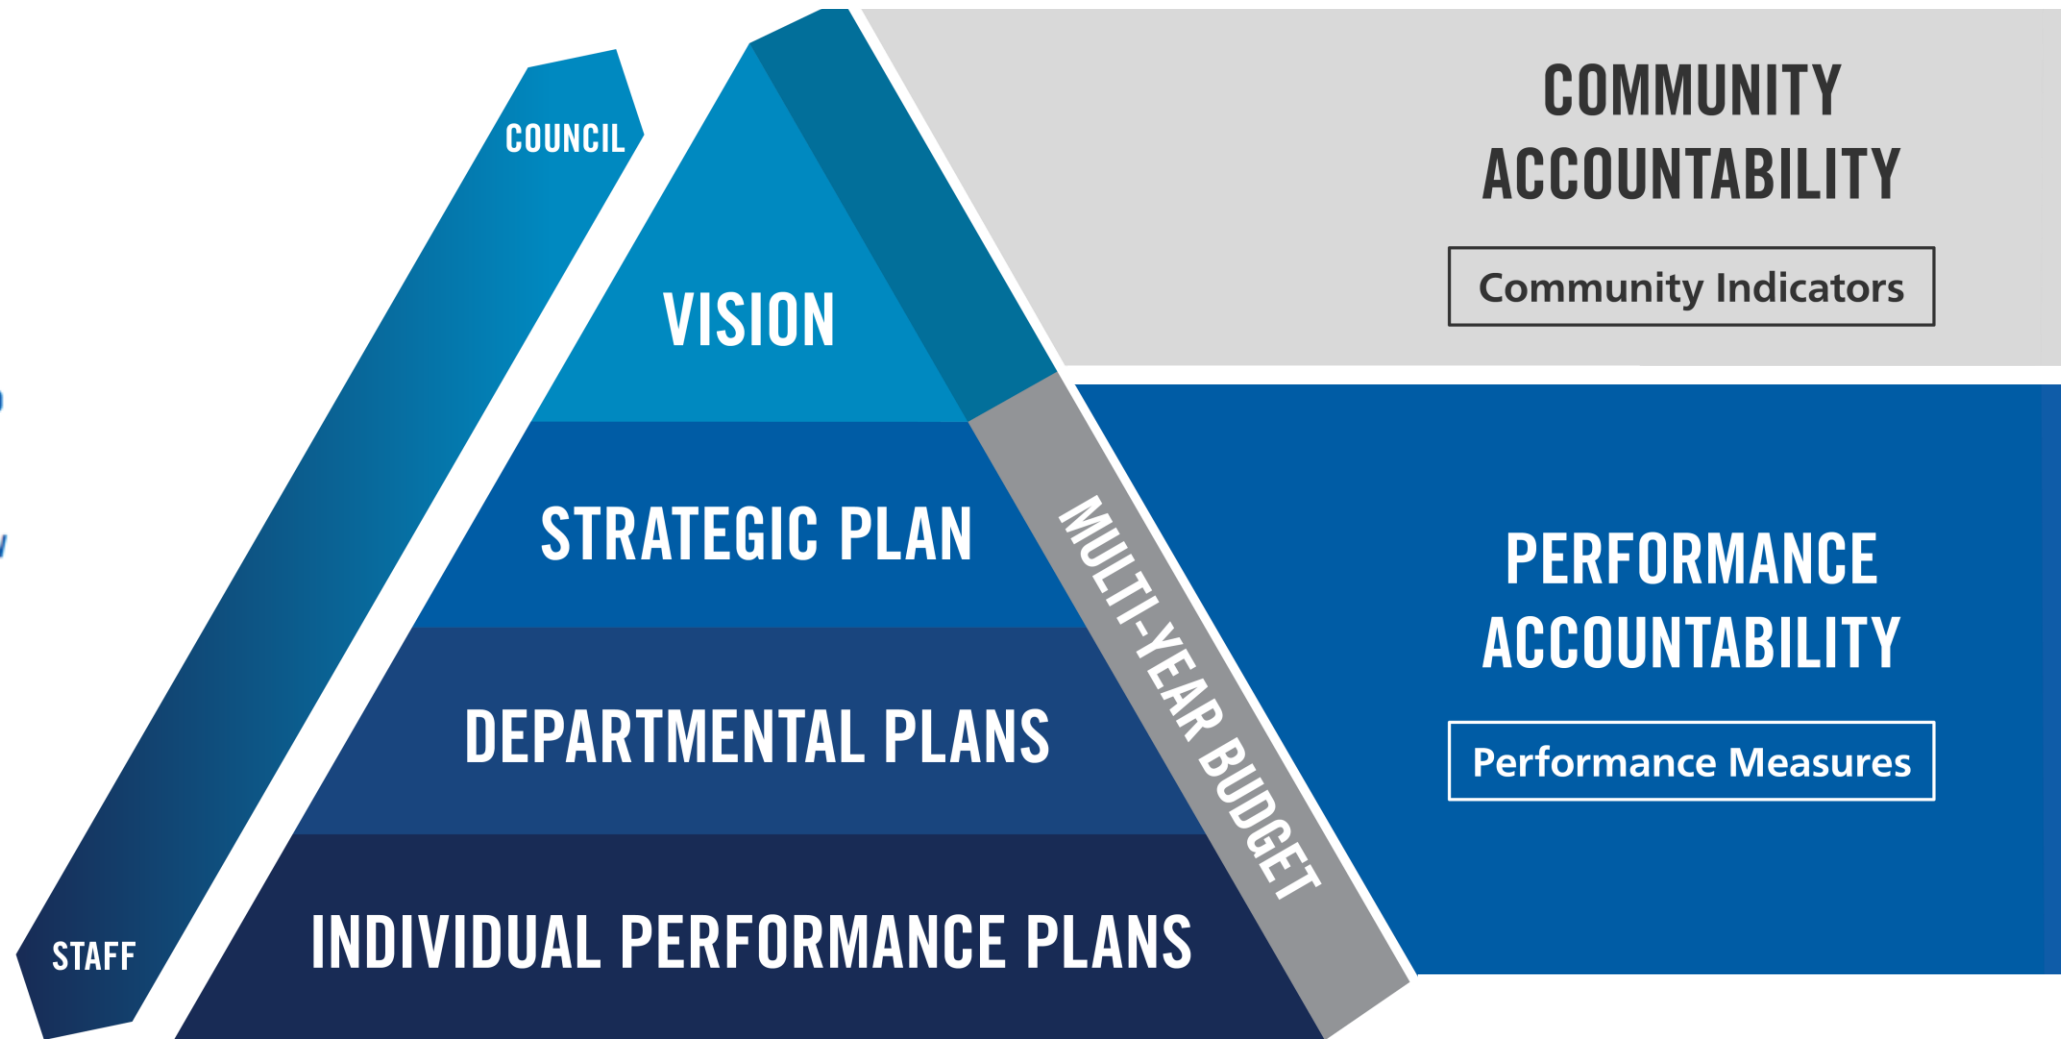 COUNCIL
STAFF
VISION
STRATEGIC PLAN
DEPARTMENTAL PLANS
INDIVIDUAL PERFORMANCE PLANS
MULTI-YEAR BUDGET
COMMUNITY
ACCOUNTABILITY
Community Indicators
PERFORMANCE
ACCOUNTABILITY
Performance Measures